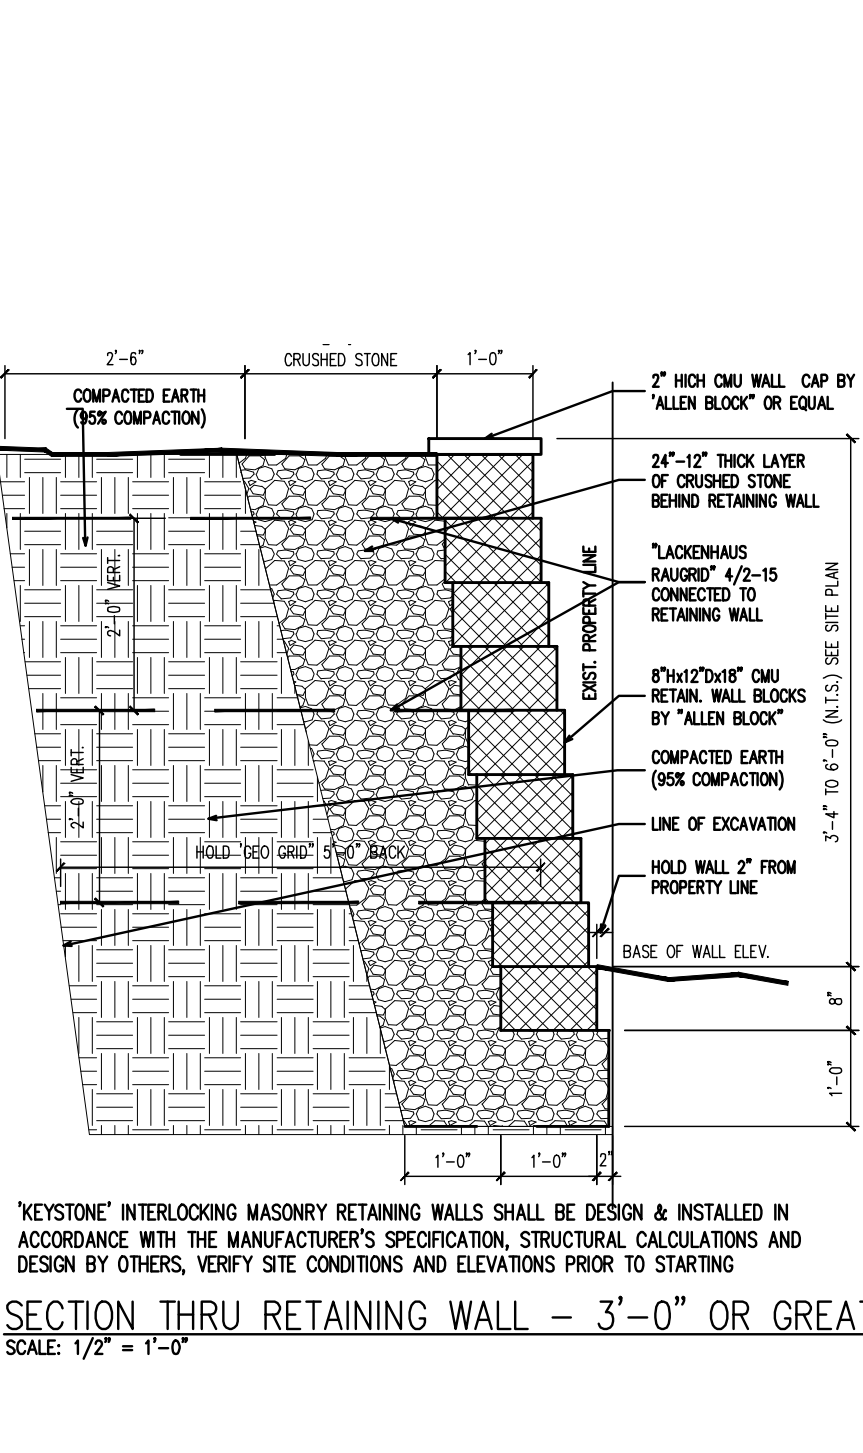 2'-6"
CRUSHED STONE
1'-0"
COMPACTED EARTH
(95% COMPACTION)
2" HICH CMU WALL CAP BY
'ALLEN BLOCK" OR EQUAL
24"-12" THICK LAYER
OF CRUSHED STONE
BEHIND RETAINING WALL
"LACKENHAUS
RAUGRID" 4/2-15
CONNECTED TO
RETAINING WALL
EXIST. PROPERTY LINE
3'-4" TO 6'-0" (N.T.S.) SEE SITE PLAN
2'-0" VERT.
8"Hx12"Dx18" CMU
RETAIN. WALL BLOCKS
BY "ALLEN BLOCK"
2'-0" VERT.
COMPACTED EARTH
(95% COMPACTION)
LINE OF EXCAVATION
HOLD 'GEO GRID" 5'-0" BACK
HOLD WALL 2" FROM
PROPERTY LINE
BASE OF WALL ELEV.
8"
1'-0"
1'-0"
1'-0"
2"
'KEYSTONE' INTERLOCKING MASONRY RETAINING WALLS SHALL BE DESIGN & INSTALLED IN
ACCORDANCE WITH THE MANUFACTURER'S SPECIFICATION, STRUCTURAL CALCULATIONS AND
DESIGN BY OTHERS, VERIFY SITE CONDITIONS AND ELEVATIONS PRIOR TO STARTING
SECTION THRU RETAINING WALL - 3'-0" OR GREA
SCALE: 1/2" = 1'-0"